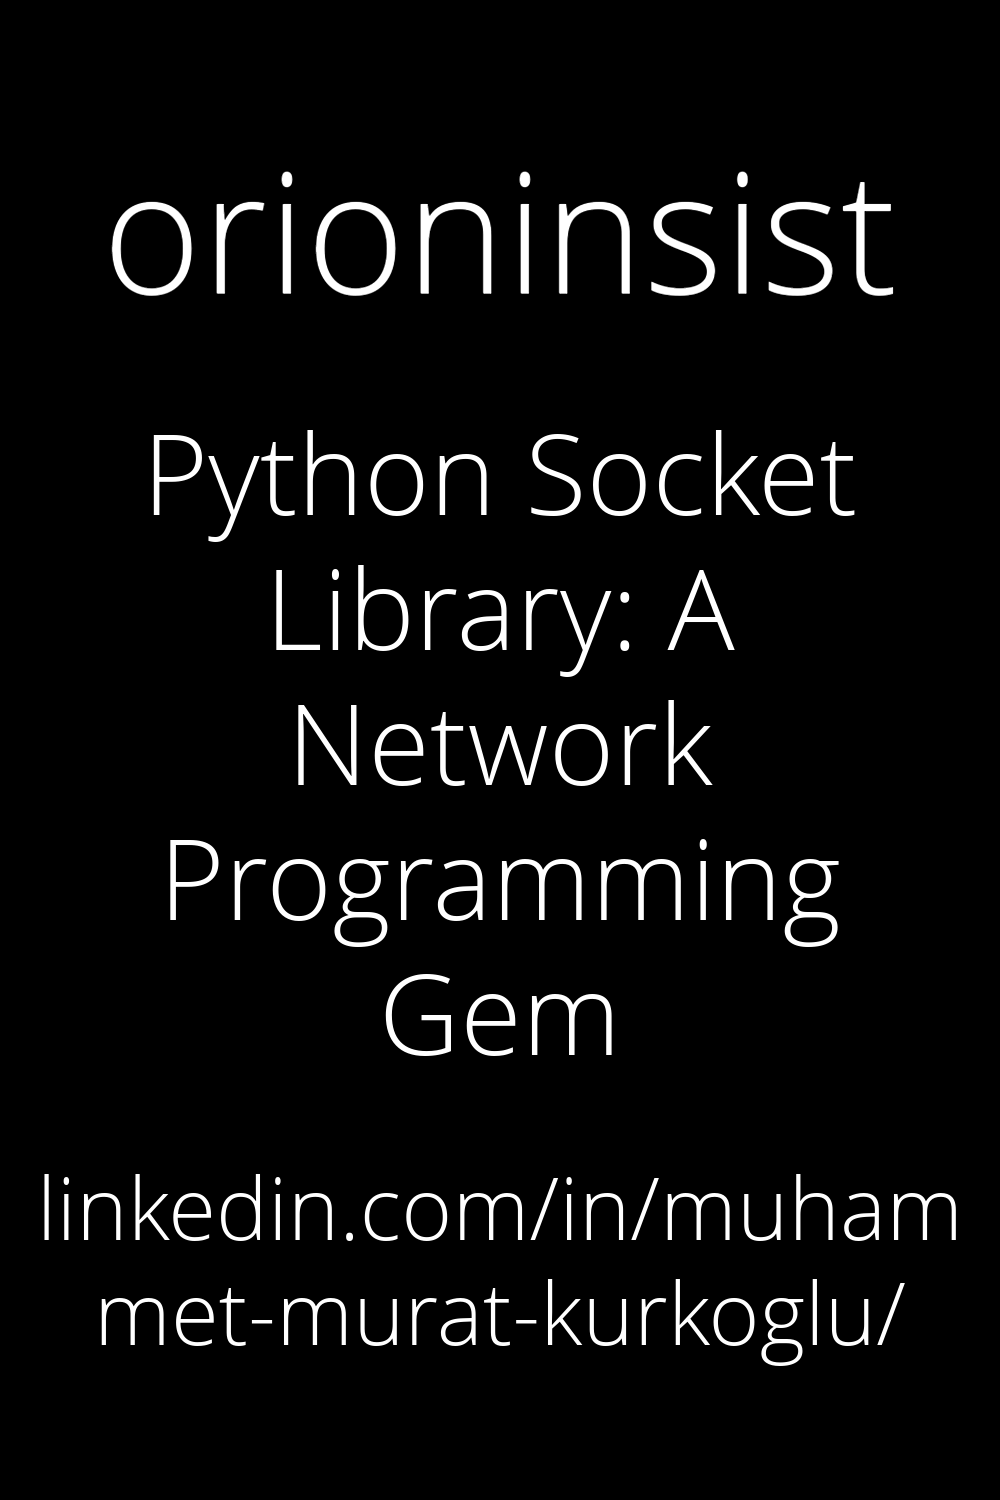 orioninsist
Python Socket
Library: A
Network
Programming
Gem
linkedin.com/in/muham
met-murat-kurkoglu/